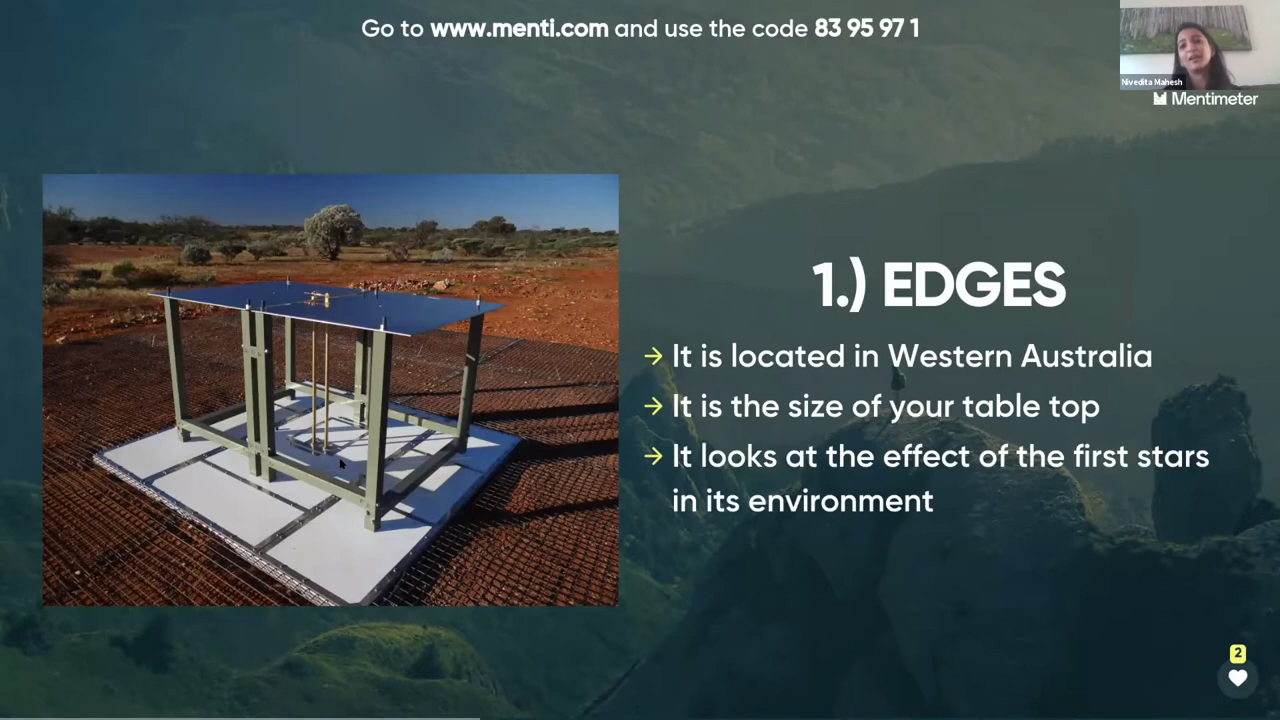 Go to www.menti.com and use the code 83 95 97 1
Nivedita Mahesh
Mentimeter
1.) EDGES
→ It is located in Western Australia
→ It is the size of your table top
→ It looks at the effect of the first stars
in its environment
2